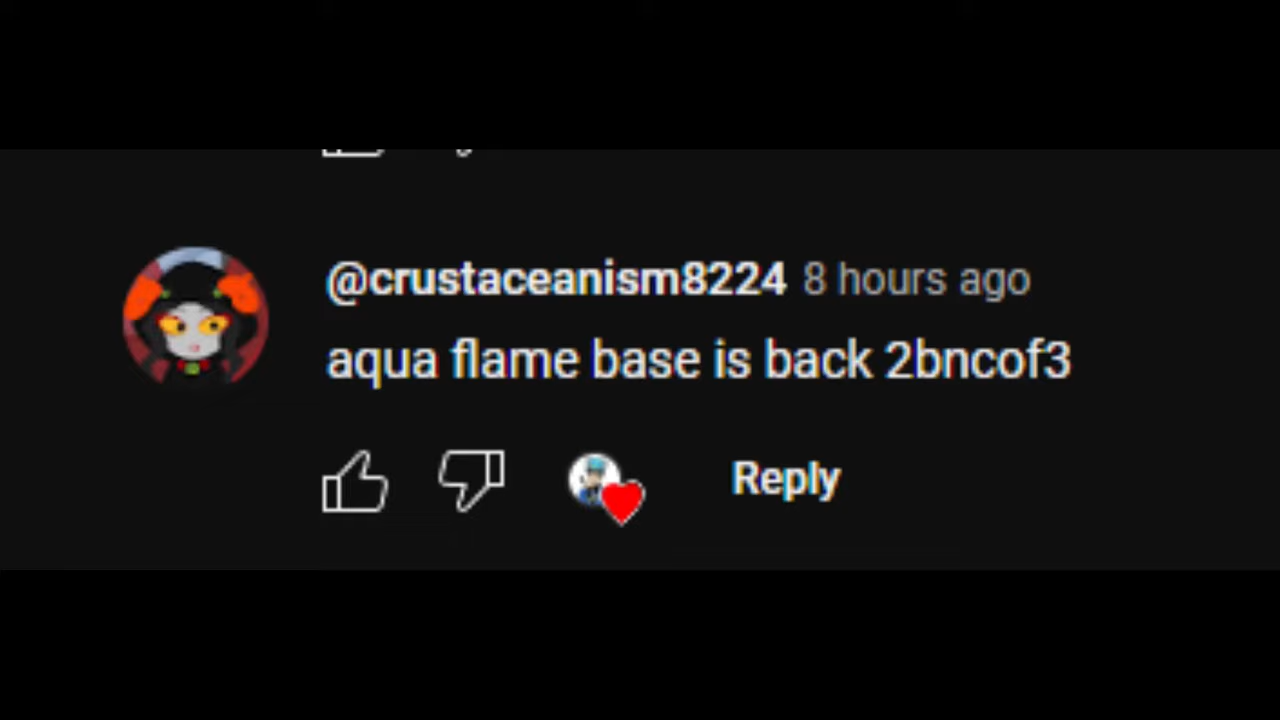 @crustaceanism8224 8 hours ago
aqua flame base is back 2bncof3
Reply